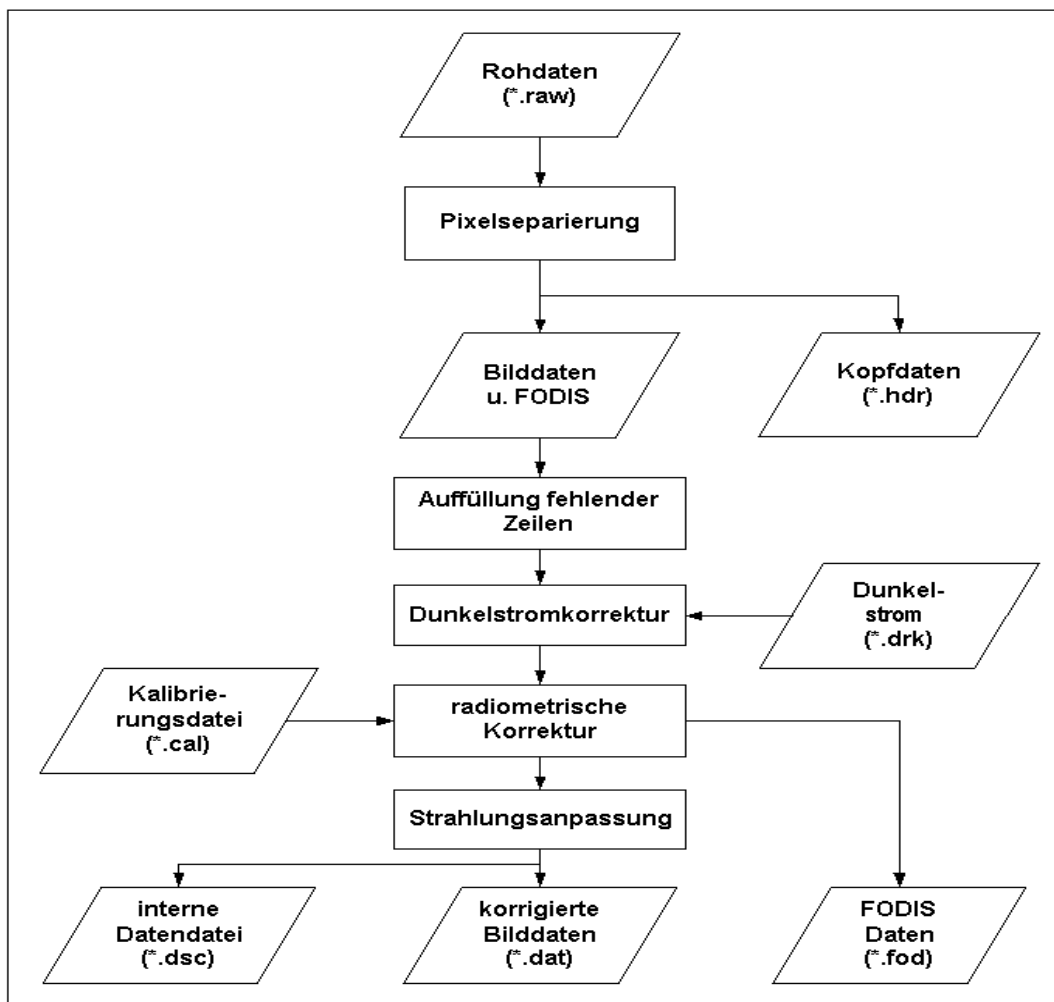 Rohdaten
(*.raw)
Pixelseparierung
Bilddaten
u. FODIS
Kopfdaten
(*.hdr)
Auffüllung fehlender
Zeilen
Dunkelstromkorrektur
Dunkel-
strom
(*.drk)
Kalibrie-
rungsdatei
(*.cal)
radiometrische
Korrektur
Strahlungsanpassung
interne
Datendatei
(*.dsc)
korrigierte
Bilddaten
(*.dat)
FODIS
Daten
(*.fod)